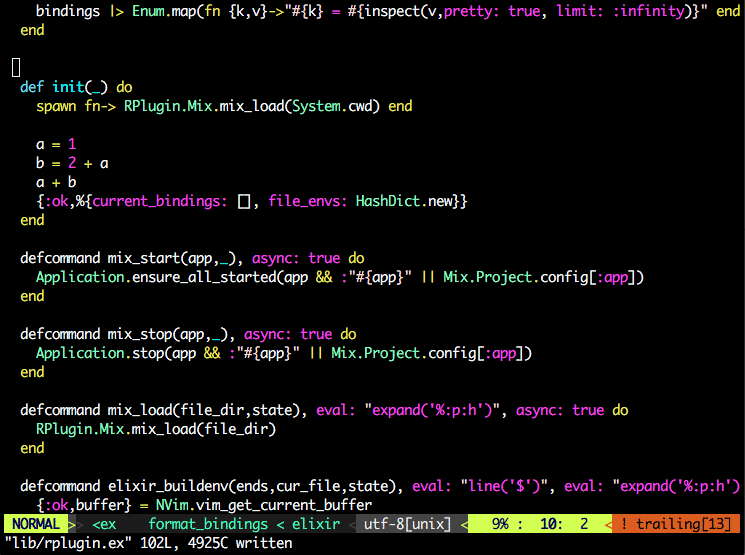 bindings |> Enum.map(fn {k,v}->"#{k} = #{inspect(v,pretty: true, limit: :infinity)}" end
end
def init(_) do
spawn fn-> RPlugin.Mix.mix_load(System.cwd) end
a = 1
b = 2 + a
a + b
{:ok,%{current_bindings: [], file_envs: HashDict.new}}
end
defcommand mix_start(app,_), async: true do
Application.ensure_all_started(app && :"#{app}" || Mix.Project.config[:app])
end
defcommand mix_stop(app,_), async: true do
Application.stop(app && :"#{app}" || Mix.Project.config[:app])
end
defcommand mix_load(file_dir,state), eval: "expand('%:p:h')", async: true do
RPlugin.Mix.mix_load(file_dir)
end
defcommand elixir_buildenv(ends,cur_file,state), eval: "line('$')", eval: "expand('%:p:h')
{:ok,buffer} = NVim.vim_get_current_buffer
NORMAL > <ex format_bindings < elixir < utf-8[unix] < 9% : 10: 2 < ! trailing[13]
"lib/rplugin.ex" 102L, 4925C written